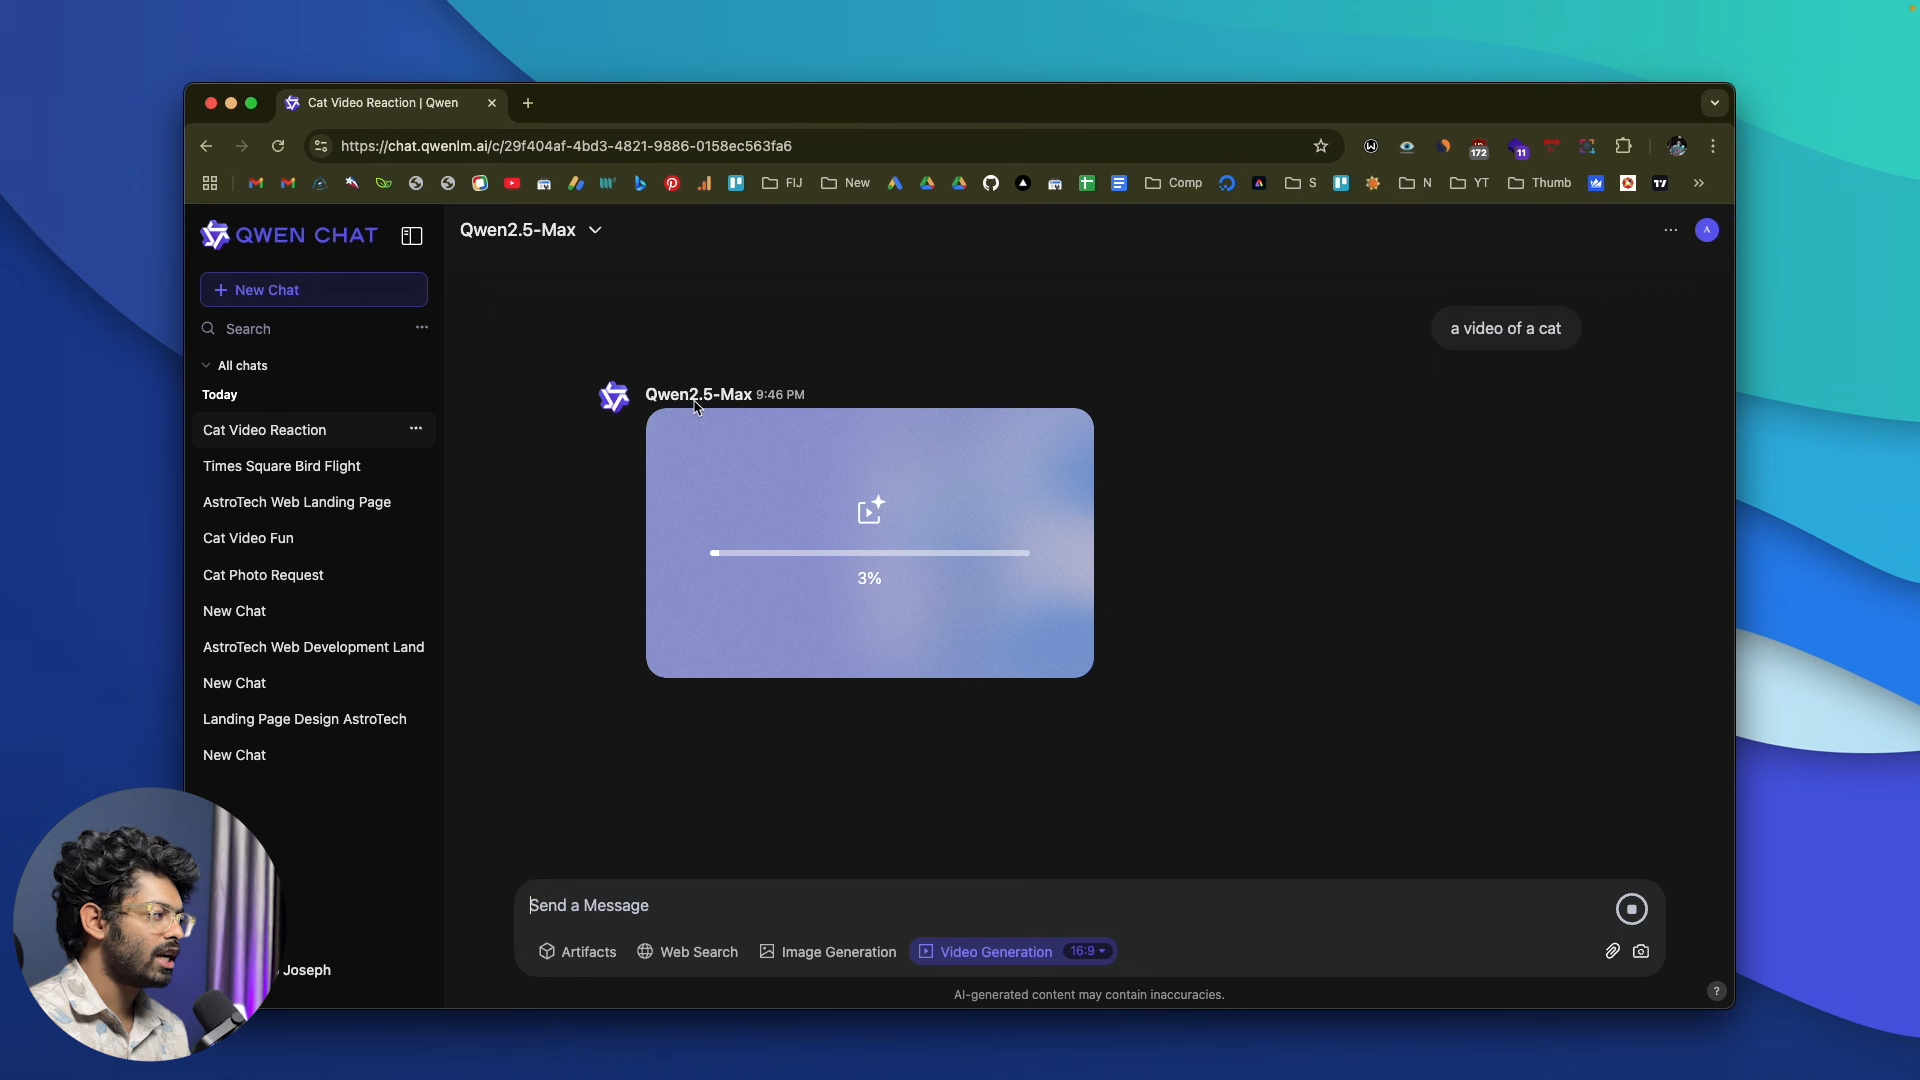 Cat Video Reaction | Qwen
https://chat.qwenlm.ai/c/29f404af-4bd3-4821-9886-0158ec563fa6
172
11
FIJ
New
Comp
S
N
YT
Thumb
QWEN CHAT
Qwen2.5-Max
A
New Chat
Search
All chats
Today
Cat Video Reaction
Times Square Bird Flight
AstroTech Web Landing Page
Cat Video Fun
Cat Photo Request
New Chat
AstroTech Web Development Land
New Chat
Landing Page Design AstroTech
New Chat
Joseph
a video of a cat
Qwen2.5-Max 9:46 PM
3%
Send a Message
Artifacts Web Search Image Generation Video Generation 16:9
AI-generated content may contain inaccuracies.
?